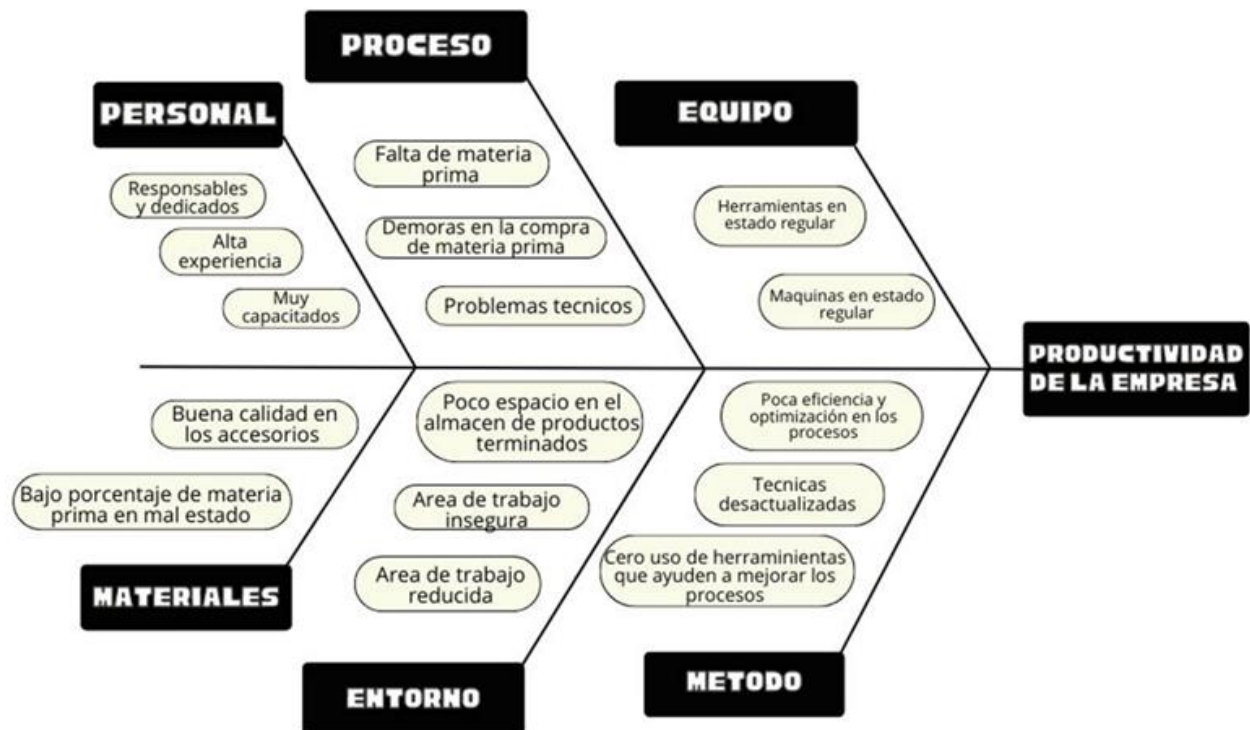 PROCESO
PERSONAL
EQUIPO
Responsables
y dedicados
Alta
experiencia
Muy
capacitados
Falta de materia
prima
Demoras en la compra
de materia prima
Problemas tecnicos
Herramientas en
estado regular
Maquinas en estado
regular
PRODUCTIVIDAD
DE LA EMPRESA
Buena calidad en
los accesorios
Bajo porcentaje de materia
prima en mal estado
MATERIALES
Poco espacio en el
almacen de productos
terminados
Area de trabajo
insegura
Area de trabajo
reducida
ENTORNO
Poca eficiencia y
optimización en los
procesos
Tecnicas
desactualizadas
Cero uso de herraminientas
que ayuden a mejorar los
procesos
METODO